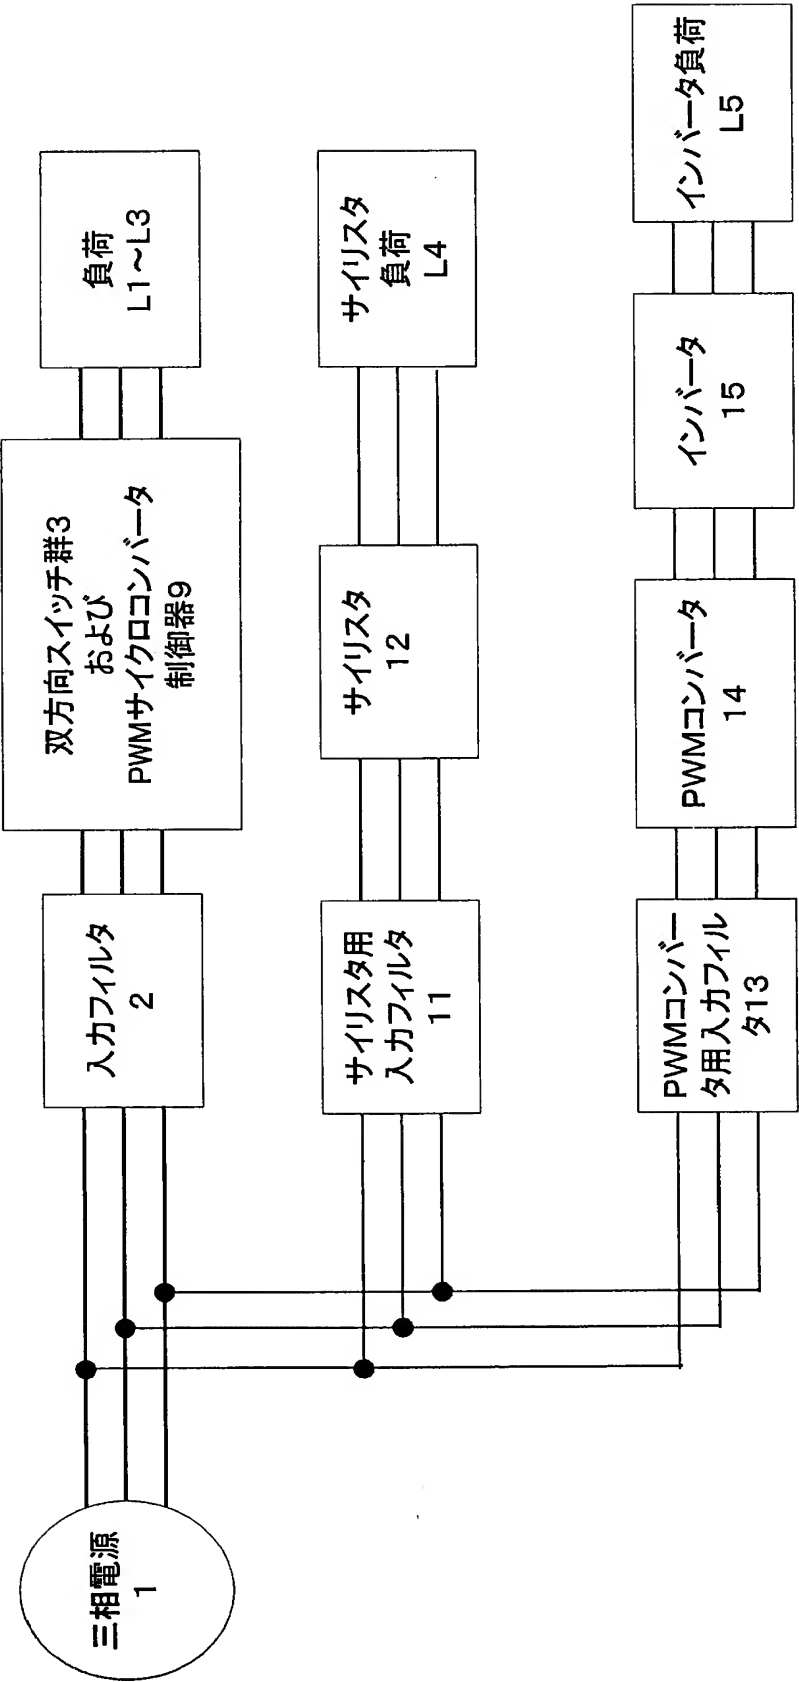 三相電源
1
入力フィルタ
2
双方向スイッチ群3
および
PWMサイクロコンバータ
制御器9
負荷
L1～L3
サイリスタ用
入力フィルタ
11
サイリスタ
12
サイリスタ
負荷
L4
PWMコンバー
タ用入力フィル
タ13
PWMコンバータ
14
インバータ
15
インバータ負荷
L5